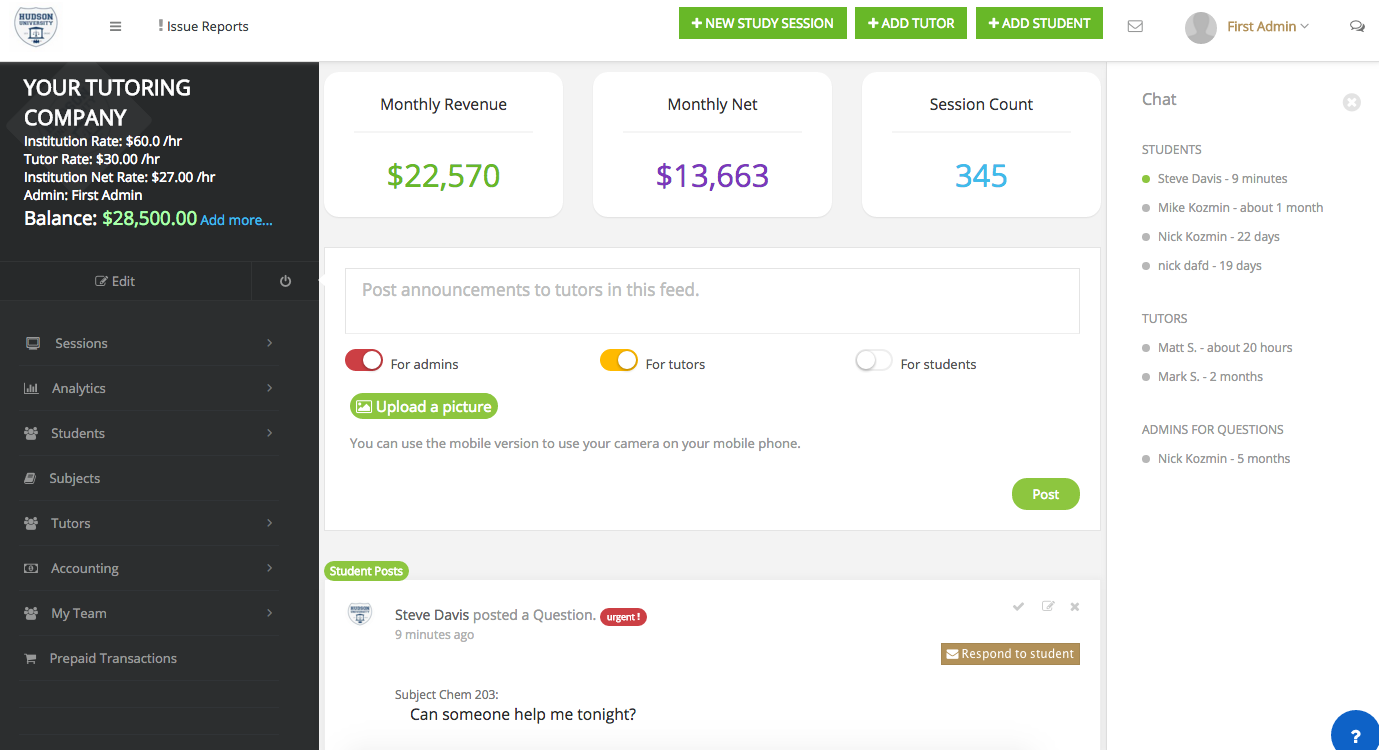 HUDSON
UNIVERSITY
Issue Reports
NEW STUDY SESSION
ADD TUTOR
ADD STUDENT
First Admin
YOUR TUTORING
COMPANY
Institution Rate: $60.0 /hr
Tutor Rate: $30.00 /hr
Institution Net Rate: $27.00 /hr
Admin: First Admin
Balance: $28,500.00 Add more...
Edit
Sessions
Analytics
Students
Subjects
Tutors
Accounting
My Team
Prepaid Transactions
Monthly Revenue
$22,570
Monthly Net
$13,663
Session Count
345
Post announcements to tutors in this feed.
For admins
For tutors
For students
Upload a picture
You can use the mobile version to use your camera on your mobile phone.
Post
Student Posts
HUDSON
UNIVERSITY
Steve Davis posted a Question. urgent !
9 minutes ago
Respond to student
Subject Chem 203:
Can someone help me tonight?
Chat
STUDENTS
Steve Davis - 9 minutes
Mike Kozmin - about 1 month
Nick Kozmin - 22 days
nick dafd - 19 days
TUTORS
Matt S. - about 20 hours
Mark S. - 2 months
ADMINS FOR QUESTIONS
Nick Kozmin - 5 months
?